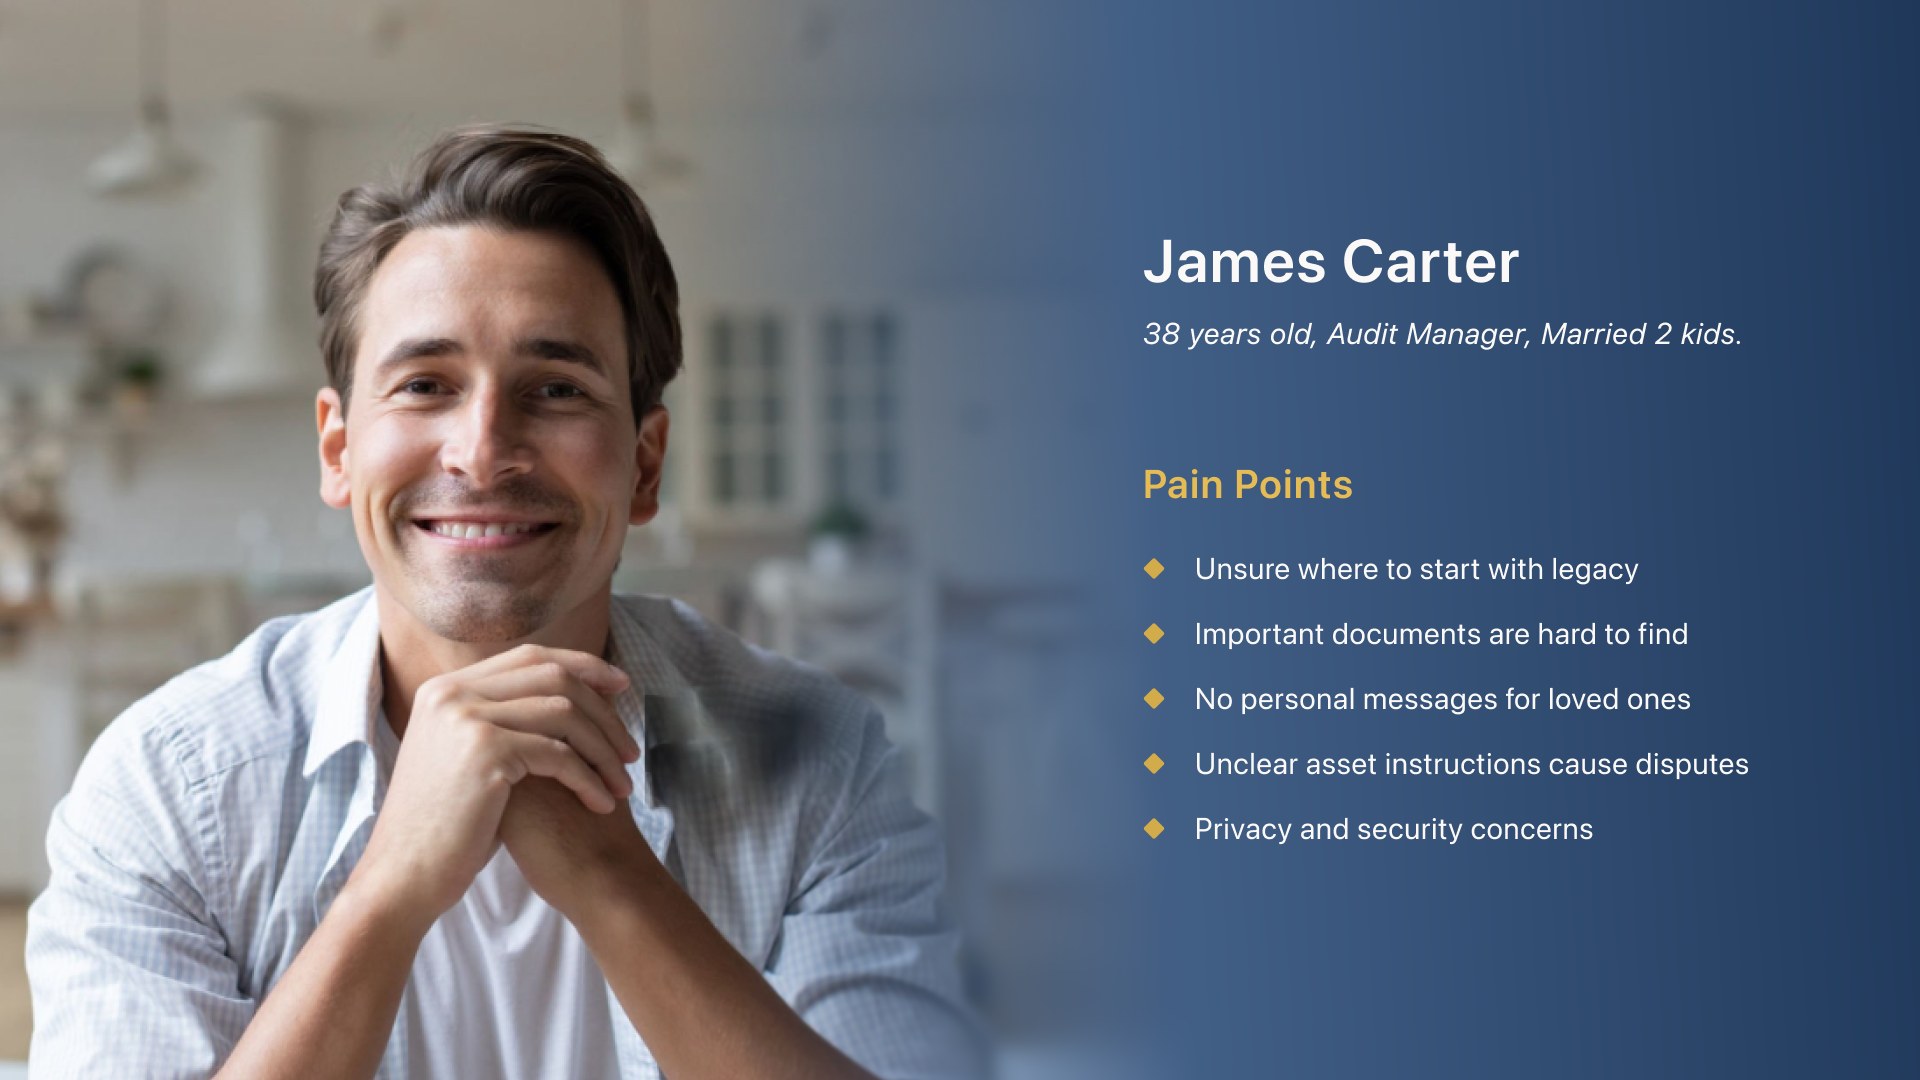 James Carter
38 years old, Audit Manager, Married 2 kids.
Pain Points
Unsure where to start with legacy
Important documents are hard to find
No personal messages for loved ones
Unclear asset instructions cause disputes
Privacy and security concerns